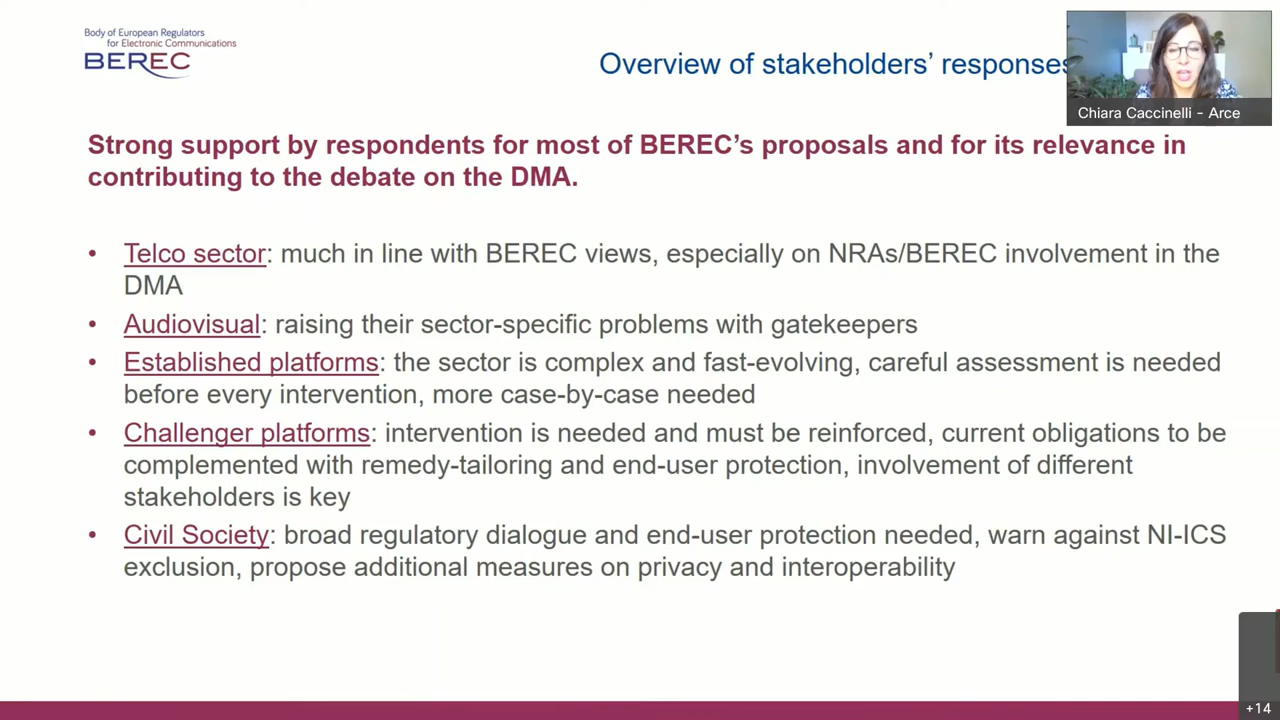 Body of European Regulators
for Electronic Communications
BEREC
Overview of stakeholders’ responses
Chiara Caccinelli - Arce
Strong support by respondents for most of BEREC’s proposals and for its relevance in
contributing to the debate on the DMA.
• Telco sector: much in line with BEREC views, especially on NRAs/BEREC involvement in the
DMA
• Audiovisual: raising their sector-specific problems with gatekeepers
• Established platforms: the sector is complex and fast-evolving, careful assessment is needed
before every intervention, more case-by-case needed
• Challenger platforms: intervention is needed and must be reinforced, current obligations to be
complemented with remedy-tailoring and end-user protection, involvement of different
stakeholders is key
• Civil Society: broad regulatory dialogue and end-user protection needed, warn against NI-ICS
exclusion, propose additional measures on privacy and interoperability
+14